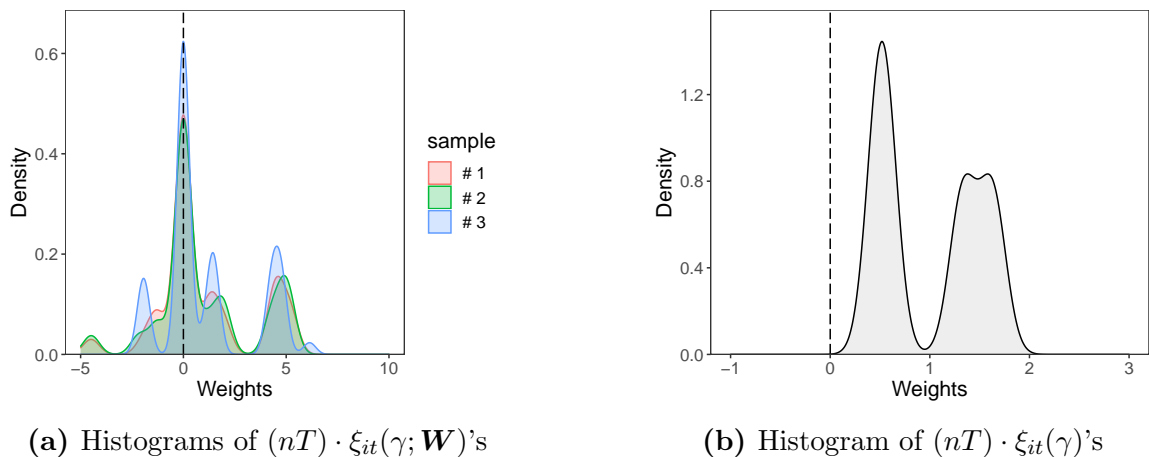 0.6
0.4
0.2
0.0
Density
-5
0
5
10
Weights
sample
# 1
# 2
# 3
(a) Histograms of (nT) · ξit(γ; W)'s
1.2
0.8
0.4
0.0
Density
-1
0
1
2
3
Weights
(b) Histogram of (nT) · ξit(γ)'s